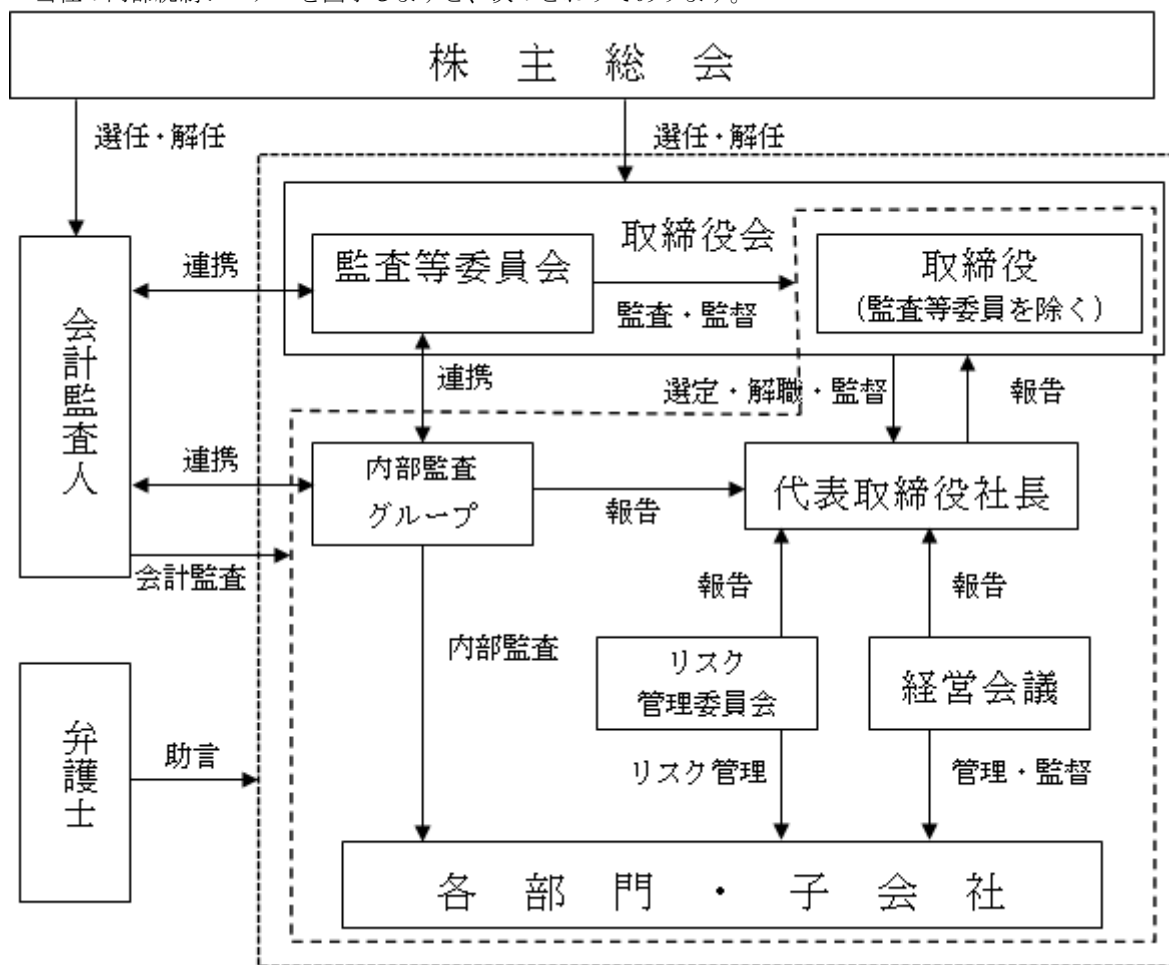 株主総会
選任・解任
選任・解任
取締役会
監査等委員会
取締役
(監査等委員を除く)
連携
監査・監督
会計監査人
連携
選定・解職・監督
報告
連携
内部監査
グループ
報告
代表取締役社長
会計監査
報告
報告
内部監査
リスク
管理委員会
経営会議
弁護士
助言
リスク管理
管理・監督
各部門・子会社